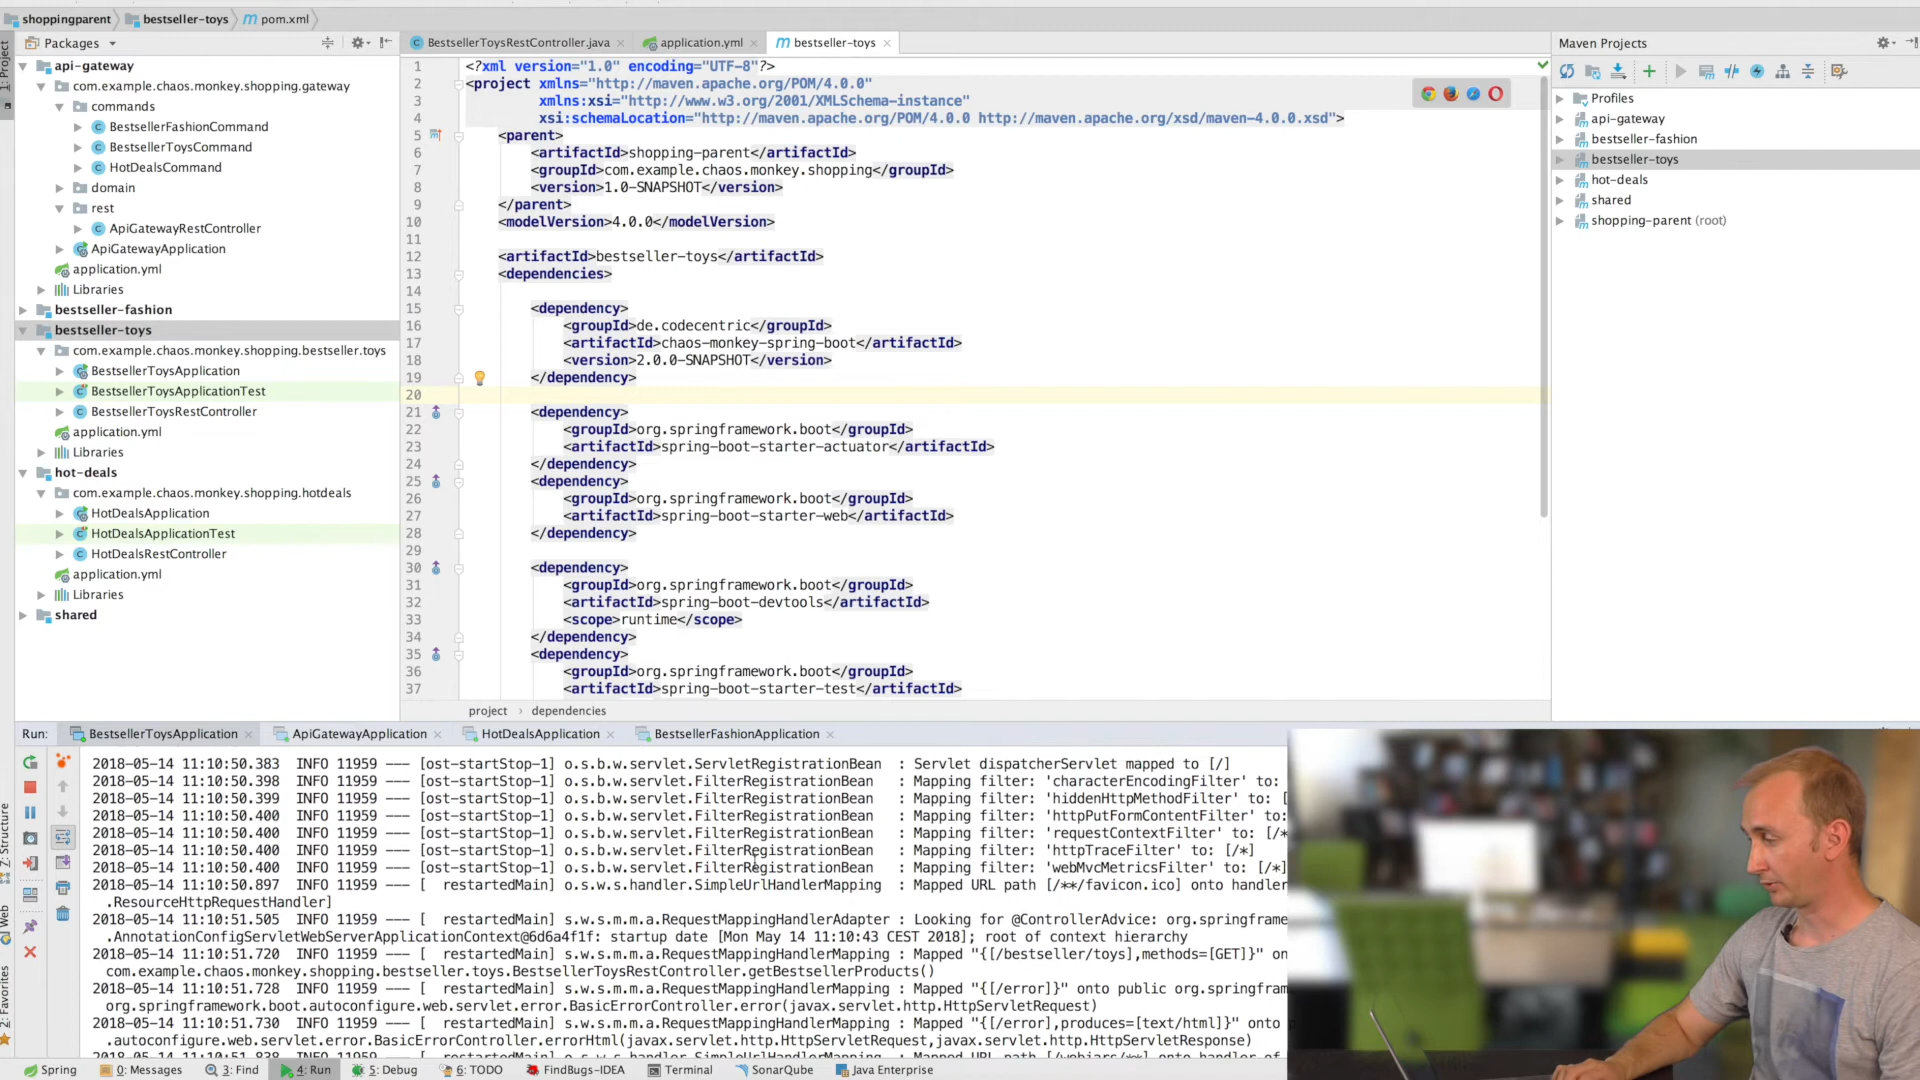 shoppingparent bestseller-toys pom.xml
Packages
BestsellerToysRestController.java application.yml bestseller-toys
Maven Projects
1: Project
api-gateway
com.example.chaos.monkey.shopping.gateway
commands
BestsellerFashionCommand
BestsellerToysCommand
HotDealsCommand
domain
rest
ApiGatewayRestController
ApiGatewayApplication
application.yml
Libraries
bestseller-fashion
bestseller-toys
com.example.chaos.monkey.shopping.bestseller.toys
BestsellerToysApplication
BestsellerToysApplicationTest
BestsellerToysRestController
application.yml
Libraries
hot-deals
com.example.chaos.monkey.shopping.hotdeals
HotDealsApplication
HotDealsApplicationTest
HotDealsRestController
application.yml
Libraries
shared
1 <?xml version="1.0" encoding="UTF-8"?>
2 <project xmlns="http://maven.apache.org/POM/4.0.0"
3 xmlns:xsi="http://www.w3.org/2001/XMLSchema-instance"
4 xsi:schemaLocation="http://maven.apache.org/POM/4.0.0 http://maven.apache.org/xsd/maven-4.0.0.xsd">
5 <parent>
6 <artifactId>shopping-parent</artifactId>
7 <groupId>com.example.chaos.monkey.shopping</groupId>
8 <version>1.0-SNAPSHOT</version>
9 </parent>
10 <modelVersion>4.0.0</modelVersion>
11
12 <artifactId>bestseller-toys</artifactId>
13 <dependencies>
14
15 <dependency>
16 <groupId>de.codecentric</groupId>
17 <artifactId>chaos-monkey-spring-boot</artifactId>
18 <version>2.0.0-SNAPSHOT</version>
19 </dependency>
20
21 <dependency>
22 <groupId>org.springframework.boot</groupId>
23 <artifactId>spring-boot-starter-actuator</artifactId>
24 </dependency>
25 <dependency>
26 <groupId>org.springframework.boot</groupId>
27 <artifactId>spring-boot-starter-web</artifactId>
28 </dependency>
29
30 <dependency>
31 <groupId>org.springframework.boot</groupId>
32 <artifactId>spring-boot-devtools</artifactId>
33 <scope>runtime</scope>
34 </dependency>
35 <dependency>
36 <groupId>org.springframework.boot</groupId>
37 <artifactId>spring-boot-starter-test</artifactId>
project › dependencies
Profiles
api-gateway
bestseller-fashion
bestseller-toys
hot-deals
shared
shopping-parent (root)
Run: BestsellerToysApplication ApiGatewayApplication HotDealsApplication BestsellerFashionApplication
2018-05-14 11:10:50.383 INFO 11959 --- [ost-startStop-1] o.s.b.w.servlet.ServletRegistrationBean : Servlet dispatcherServlet mapped to [/]
2018-05-14 11:10:50.398 INFO 11959 --- [ost-startStop-1] o.s.b.w.servlet.FilterRegistrationBean : Mapping filter: 'characterEncodingFilter' to:
2018-05-14 11:10:50.399 INFO 11959 --- [ost-startStop-1] o.s.b.w.servlet.FilterRegistrationBean : Mapping filter: 'hiddenHttpMethodFilter' to: [
2018-05-14 11:10:50.400 INFO 11959 --- [ost-startStop-1] o.s.b.w.servlet.FilterRegistrationBean : Mapping filter: 'httpPutFormContentFilter' to:
2018-05-14 11:10:50.400 INFO 11959 --- [ost-startStop-1] o.s.b.w.servlet.FilterRegistrationBean : Mapping filter: 'requestContextFilter' to: [/*
2018-05-14 11:10:50.400 INFO 11959 --- [ost-startStop-1] o.s.b.w.servlet.FilterRegistrationBean : Mapping filter: 'httpTraceFilter' to: [/*]
2018-05-14 11:10:50.400 INFO 11959 --- [ost-startStop-1] o.s.b.w.servlet.FilterRegistrationBean : Mapping filter: 'webMvcMetricsFilter' to: [/*]
2018-05-14 11:10:50.897 INFO 11959 --- [ restartedMain] o.s.w.s.handler.SimpleUrlHandlerMapping : Mapped URL path [/**/favicon.ico] onto handler
.ResourceHttpRequestHandler]
2018-05-14 11:10:51.505 INFO 11959 --- [ restartedMain] s.w.s.m.m.a.RequestMappingHandlerAdapter : Looking for @ControllerAdvice: org.springframe
.AnnotationConfigServletWebServerApplicationContext@6d6a4f1f: startup date [Mon May 14 11:10:43 CEST 2018]; root of context hierarchy
2018-05-14 11:10:51.720 INFO 11959 --- [ restartedMain] s.w.s.m.m.a.RequestMappingHandlerMapping : Mapped "{[/bestseller/toys],methods=[GET]}" on
com.example.chaos.monkey.shopping.bestseller.toys.BestsellerToysRestController.getBestsellerProducts()
2018-05-14 11:10:51.728 INFO 11959 --- [ restartedMain] s.w.s.m.m.a.RequestMappingHandlerMapping : Mapped "{[/error]}" onto public org.springfram
org.springframework.boot.autoconfigure.web.servlet.error.BasicErrorController.error(javax.servlet.http.HttpServletRequest)
2018-05-14 11:10:51.730 INFO 11959 --- [ restartedMain] s.w.s.m.m.a.RequestMappingHandlerMapping : Mapped "{[/error],produces=[text/html]}" onto
.autoconfigure.web.servlet.error.BasicErrorController.errorHtml(javax.servlet.http.HttpServletRequest,javax.servlet.http.HttpServletResponse)
2018-05-14 11:10:51.838 INFO 11959 --- [ restartedMain] o.s.w.s.handler.SimpleUrlHandlerMapping : Mapped URL path [/webjars/**] onto handler of
Z: Structure
Web
2: Favorites
Spring 0: Messages 3: Find 4: Run 5: Debug 6: TODO FindBugs-IDEA Terminal SonarQube Java Enterprise